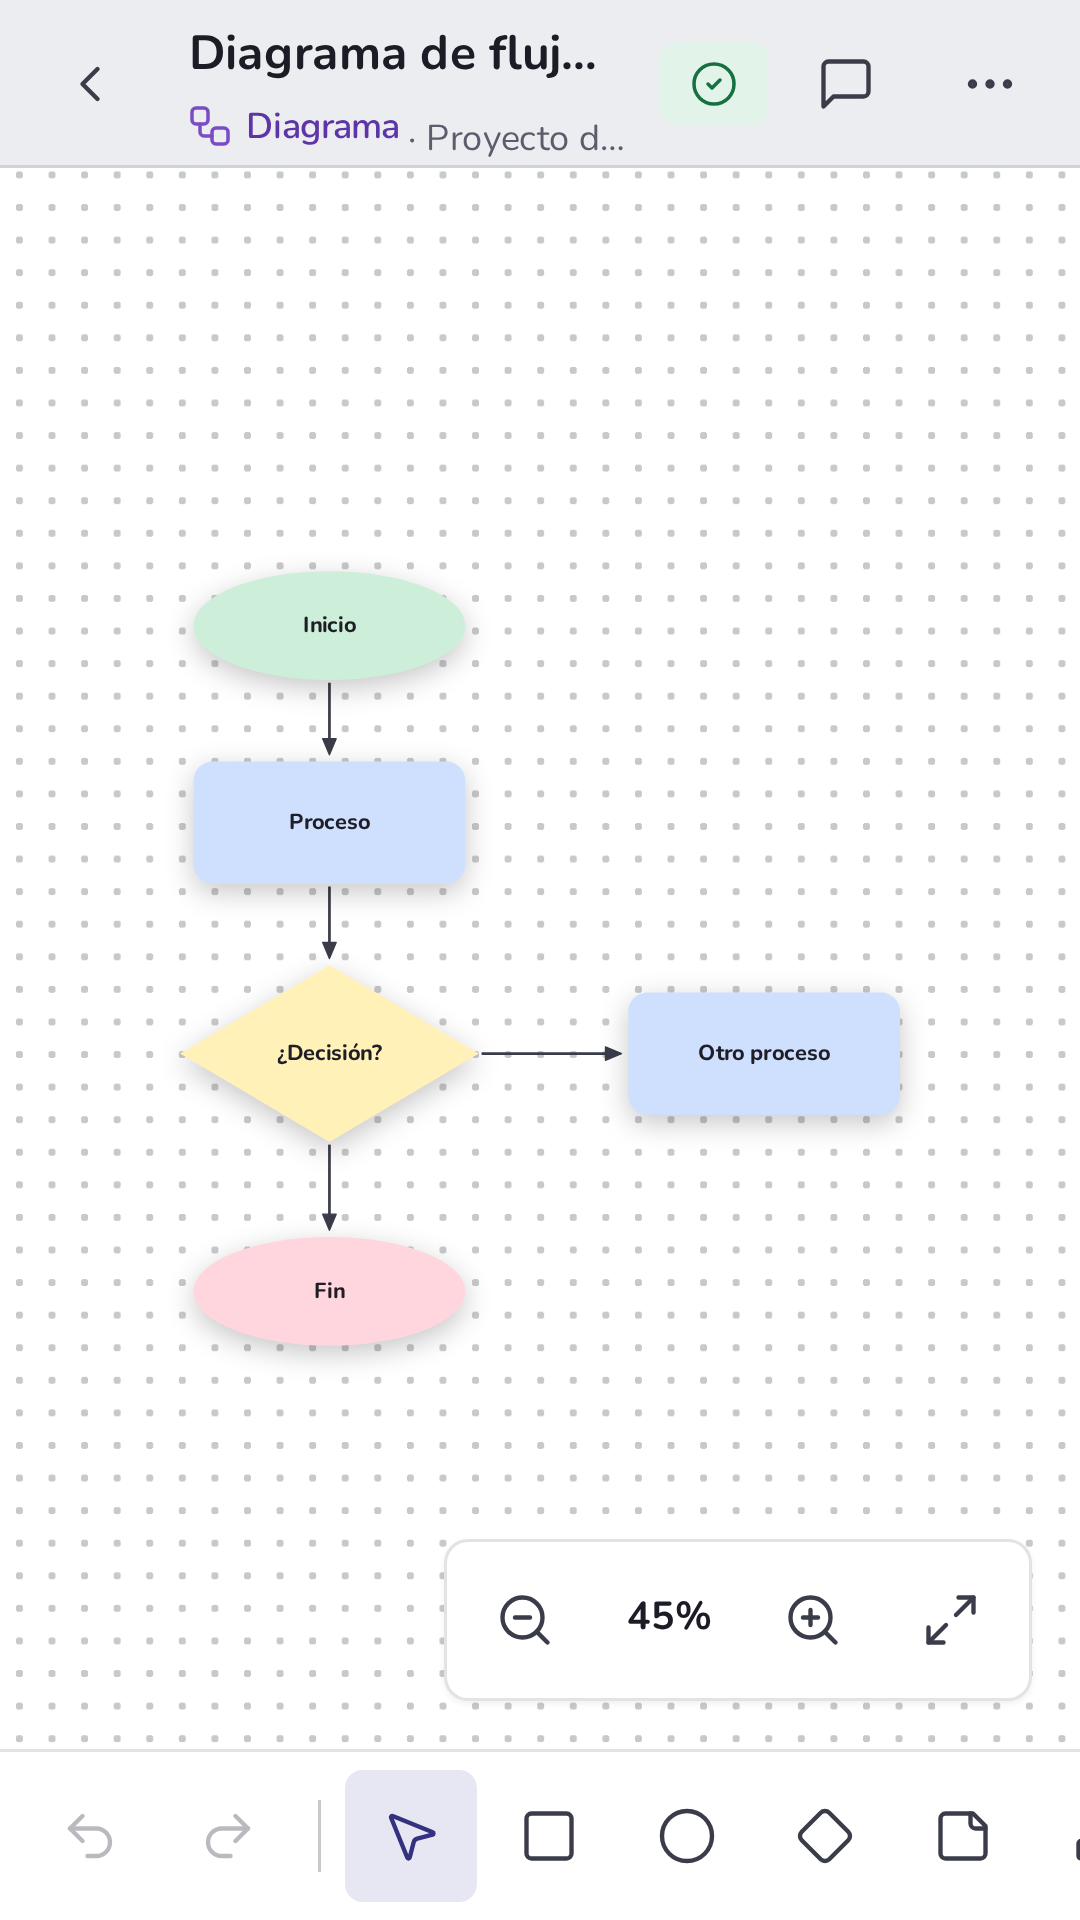 Diagrama de fluj...
Diagrama · Proyecto d...
Inicio
Proceso
¿Decisión?
Otro proceso
Fin
45%